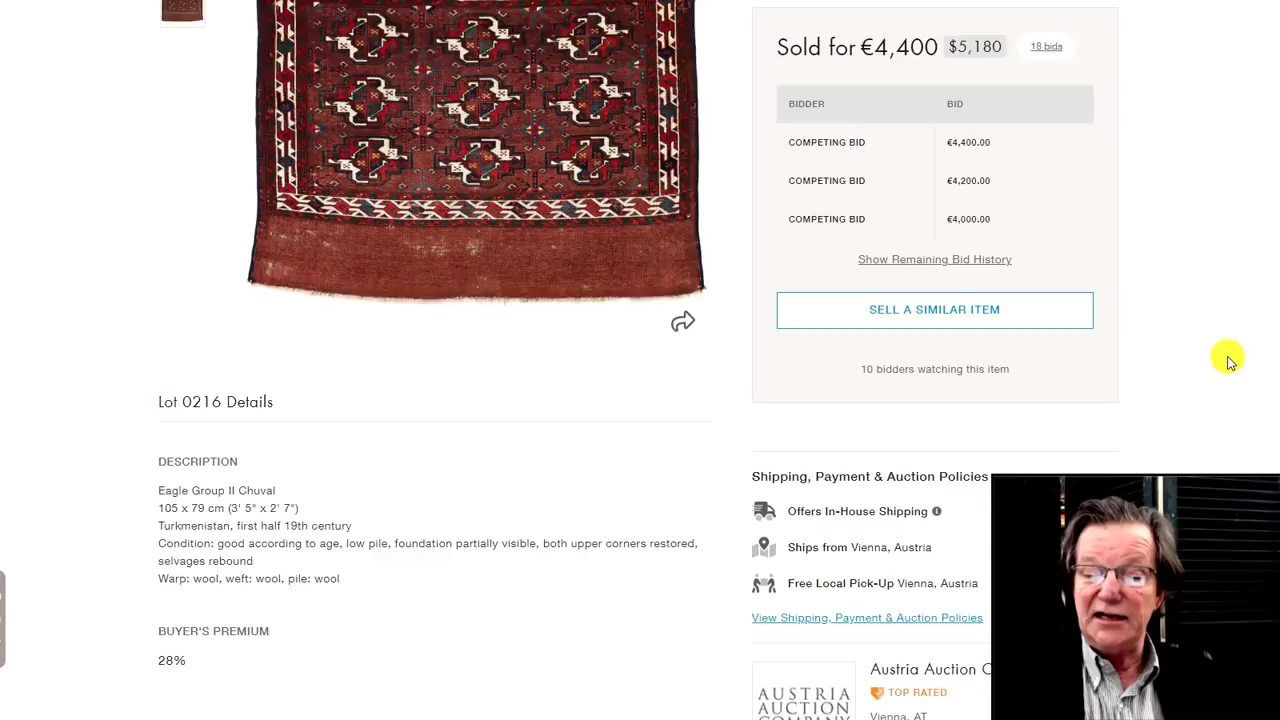 Sold for €4,400 $5,180 18 bids
BIDDER BID
COMPETING BID €4,400.00
COMPETING BID €4,200.00
COMPETING BID €4,000.00
Show Remaining Bid History
SELL A SIMILAR ITEM
10 bidders watching this item
Lot 0216 Details
DESCRIPTION
Eagle Group II Chuval
105 x 79 cm (3' 5" x 2' 7")
Turkmenistan, first half 19th century
Condition: good according to age, low pile, foundation partially visible, both upper corners restored,
selvages rebound
Warp: wool, weft: wool, pile: wool
BUYER'S PREMIUM
28%
Shipping, Payment & Auction Policies
Offers In-House Shipping
Ships from Vienna, Austria
Free Local Pick-Up Vienna, Austria
View Shipping, Payment & Auction Policies
AUSTRIA
AUCTION
COMPANY
Austria Auction C
TOP RATED
Vienna, AT